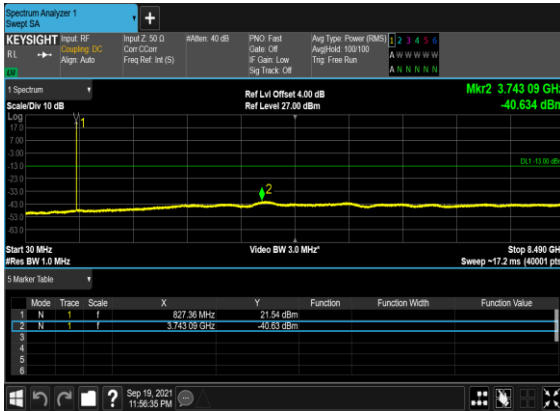 Spectrum Analyzer 1
Swept SA
+
KEYSIGHT Input: RF Input Z: 50 Ω #Atten: 40 dB PNO: Fast Avg Type: Power (RMS) 1 2 3 4 5 6
RL Coupling: DC Corr CCorr Gate: Off Avg|Hold: 100/100 A W W W W W
Align: Auto Freq Ref: Int (S) IF Gain: Low Trig: Free Run
Sig Track: Off A N N N N N
1 Spectrum Ref Lvl Offset 4.00 dB Mkr2 3.743 09 GHz
Scale/Div 10 dB Ref Level 27.00 dBm -40.634 dBm
Log
17.0
7.00
-3.00
-13.0 DL1 -13.00 dBm
-23.0
-33.0
-43.0
-53.0
-63.0
1
2
Start 30 MHz Video BW 3.0 MHz* Stop 8.490 GHz
#Res BW 1.0 MHz Sweep ~17.2 ms (40001 pts)
5 Marker Table
Mode Trace Scale X Y Function Function Width Function Value
1 N 1 f 827.36 MHz 21.54 dBm
2 N 1 f 3.743 09 GHz -40.63 dBm
3
4
5
6
? Sep 19, 2021
11:56:35 PM